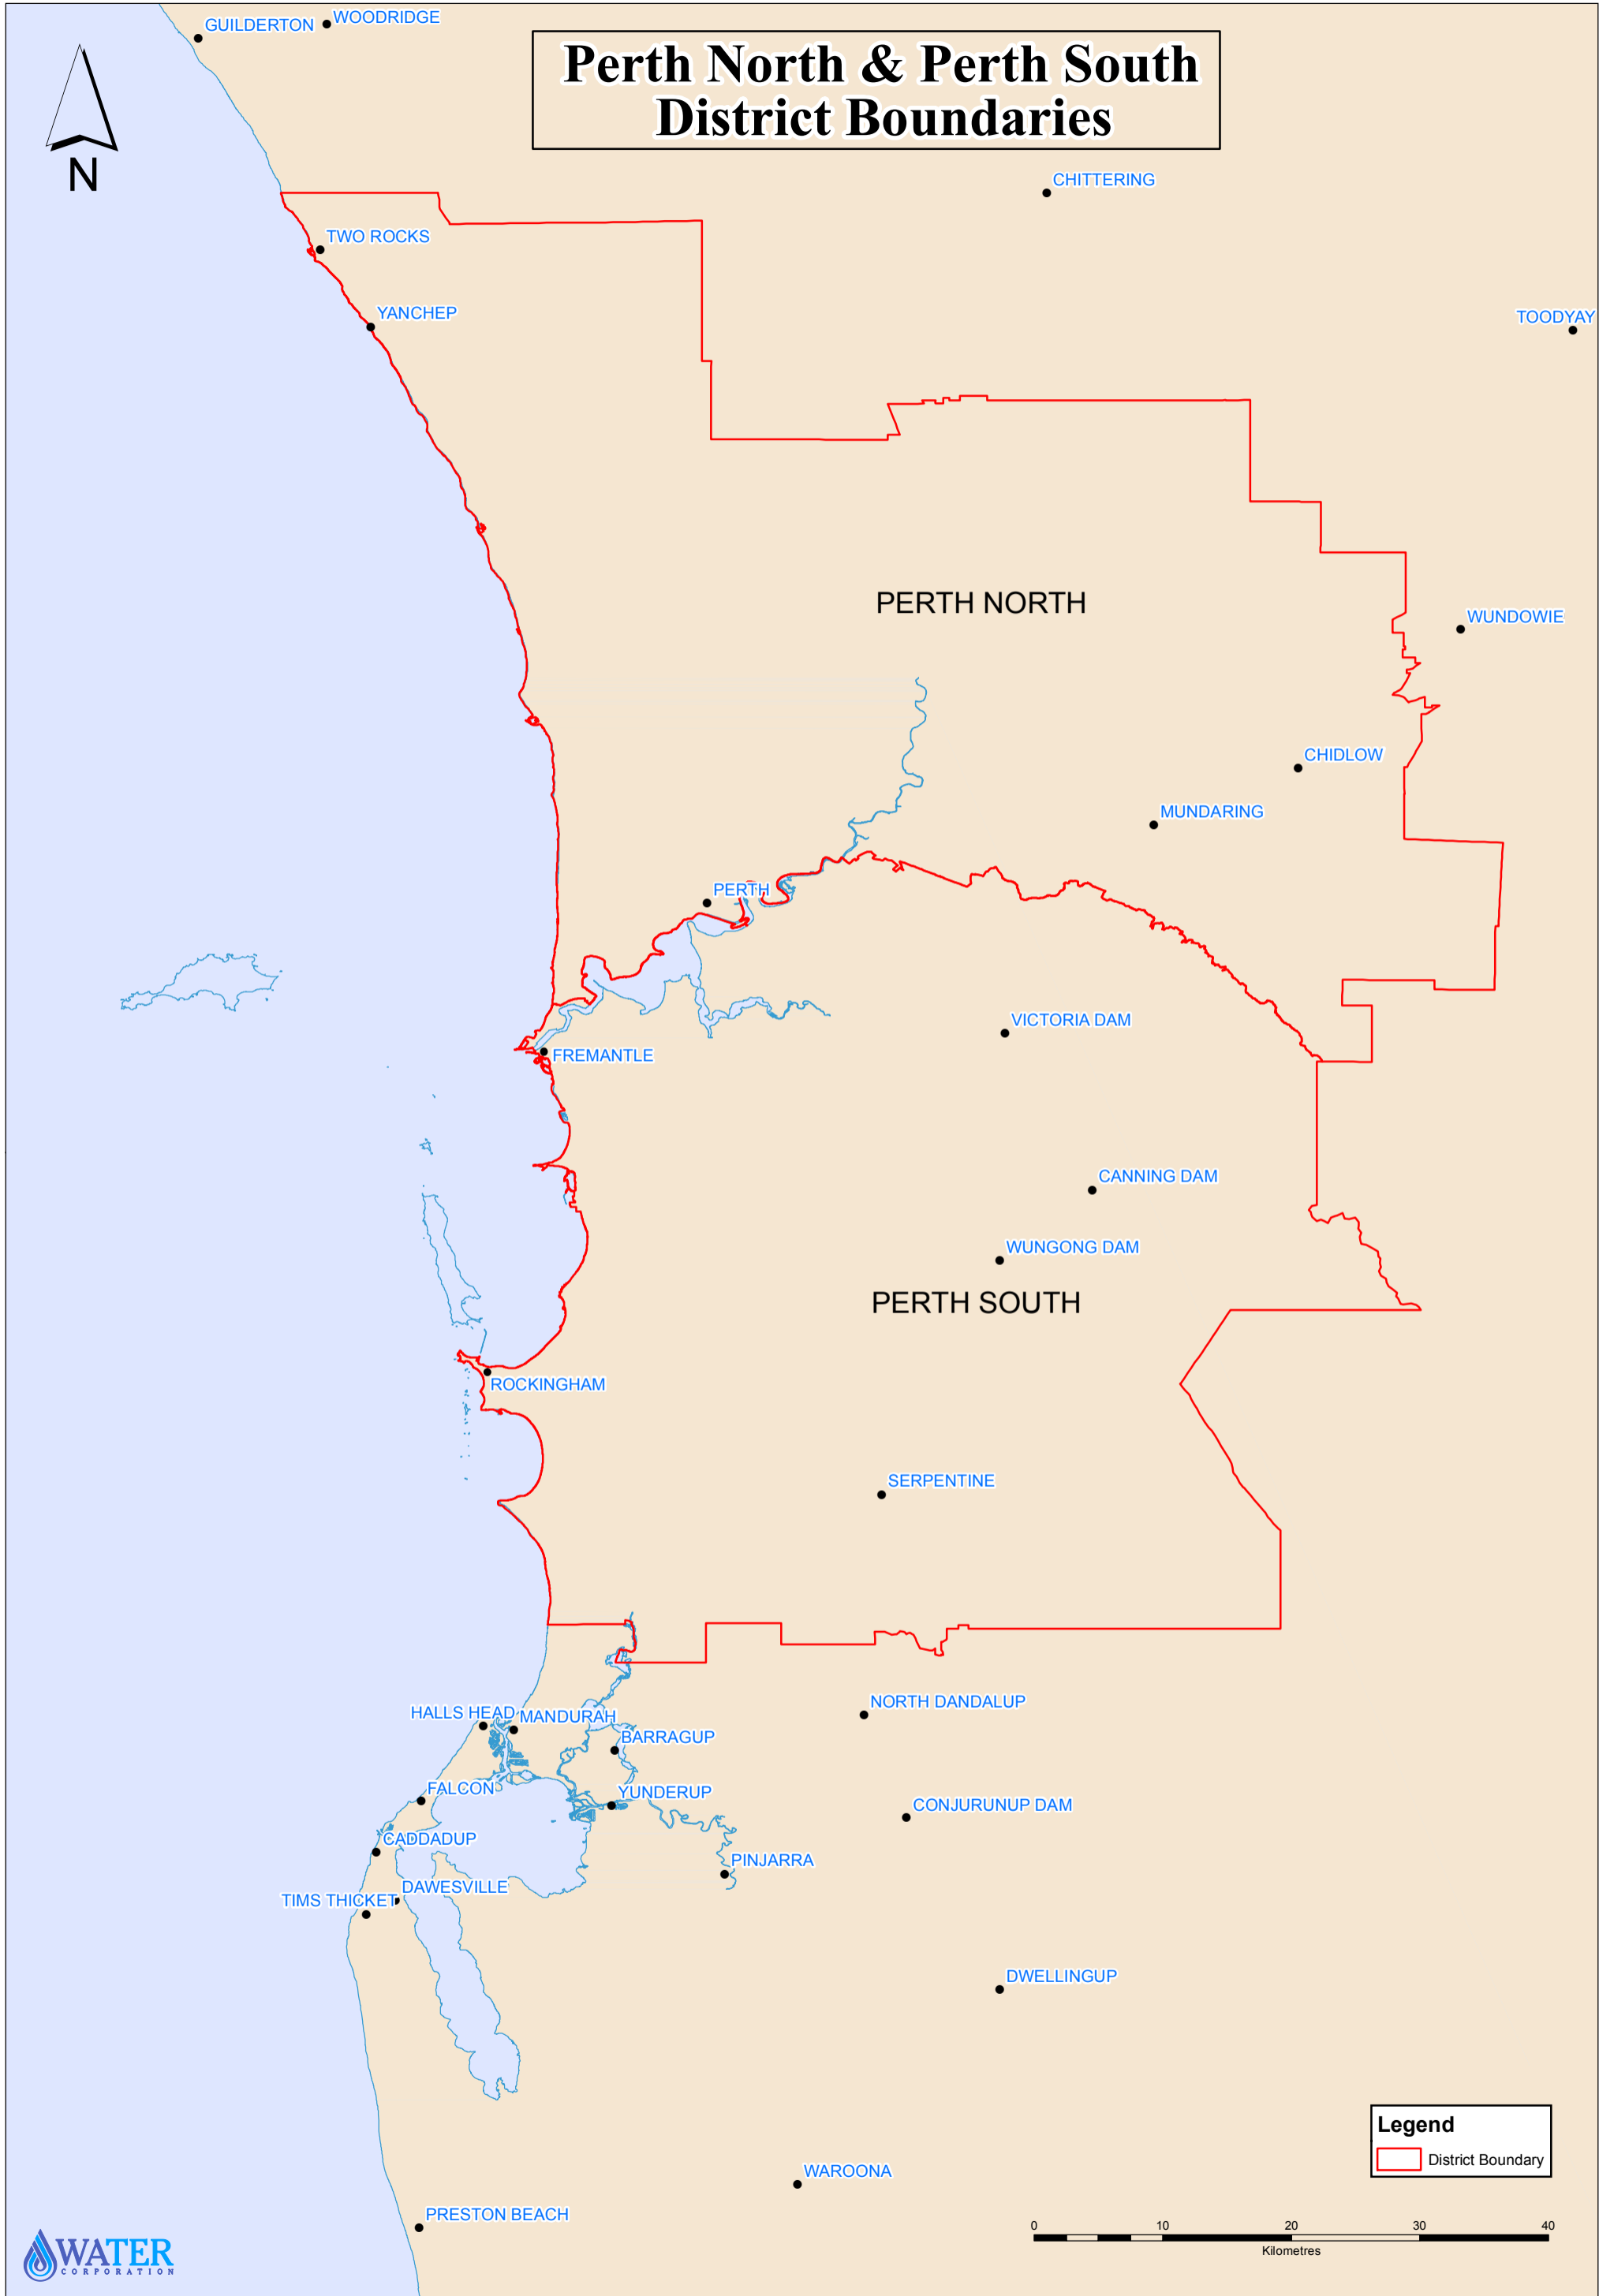 GUILDERTON
WOODRIDGE
Perth North & Perth South
District Boundaries
N
CHITTERING
TWO ROCKS
YANCHEP
TOODYAY
PERTH NORTH
WUNDOWIE
CHIDLOW
MUNDARING
PERTH
VICTORIA DAM
FREMANTLE
CANNING DAM
WUNGONG DAM
PERTH SOUTH
ROCKINGHAM
SERPENTINE
NORTH DANDALUP
HALLS HEAD
MANDURAH
BARRAGUP
FALCON
YUNDERUP
CONJURUNUP DAM
CADDADUP
PINJARRA
DAWESVILLE
TIMS THICKET
DWELLINGUP
Legend
District Boundary
WAROONA
PRESTON BEACH
0 10 20 30 40
Kilometres
WATER
CORPORATION